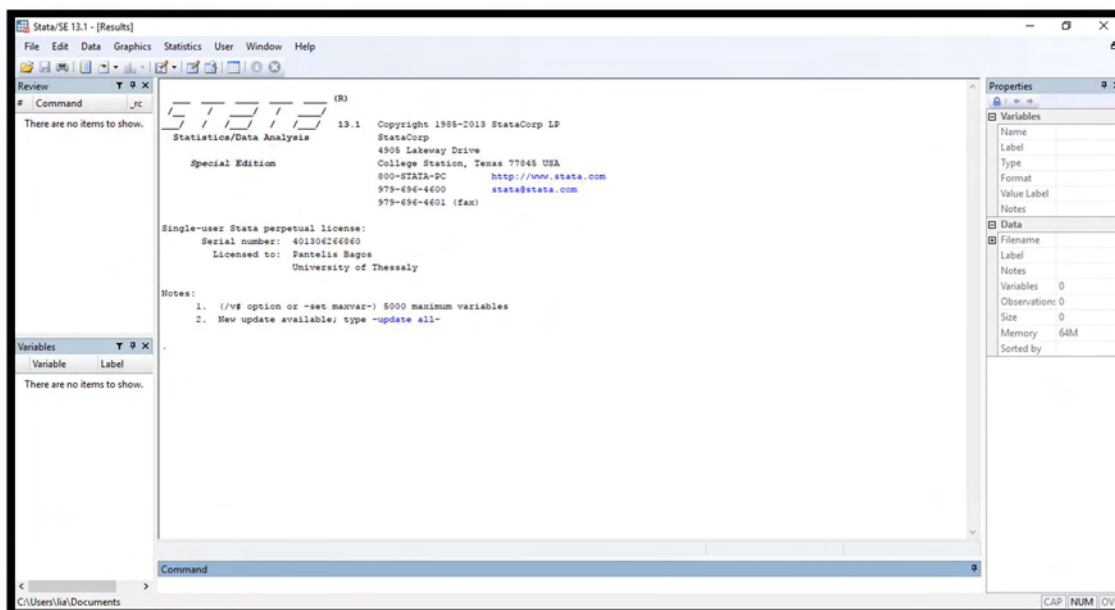 Stata/SE 13.1 - [Results]
File Edit Data Graphics Statistics User Window Help
Review
# Command _rc
There are no items to show.
Variables
Variable Label
There are no items to show.
(R)
STATA 13.1 Copyright 1985-2013 StataCorp LP
Statistics/Data Analysis StataCorp
4905 Lakeway Drive
Special Edition College Station, Texas 77845 USA
800-STATA-PC http://www.stata.com
979-696-4600 stata@stata.com
979-696-4601 (fax)
Single-user Stata perpetual license:
Serial number: 401306266860
Licensed to: Pantelis Bagos
University of Thessaly
Notes:
1. (/v# option or -set maxvar-) 5000 maximum variables
2. New update available; type -update all-
.
Command
Properties
Variables
Name
Label
Type
Format
Value Label
Notes
Data
Filename
Label
Notes
Variables 0
Observations 0
Size 0
Memory 64M
Sorted by
C:\Users\lia\Documents
CAP NUM OV